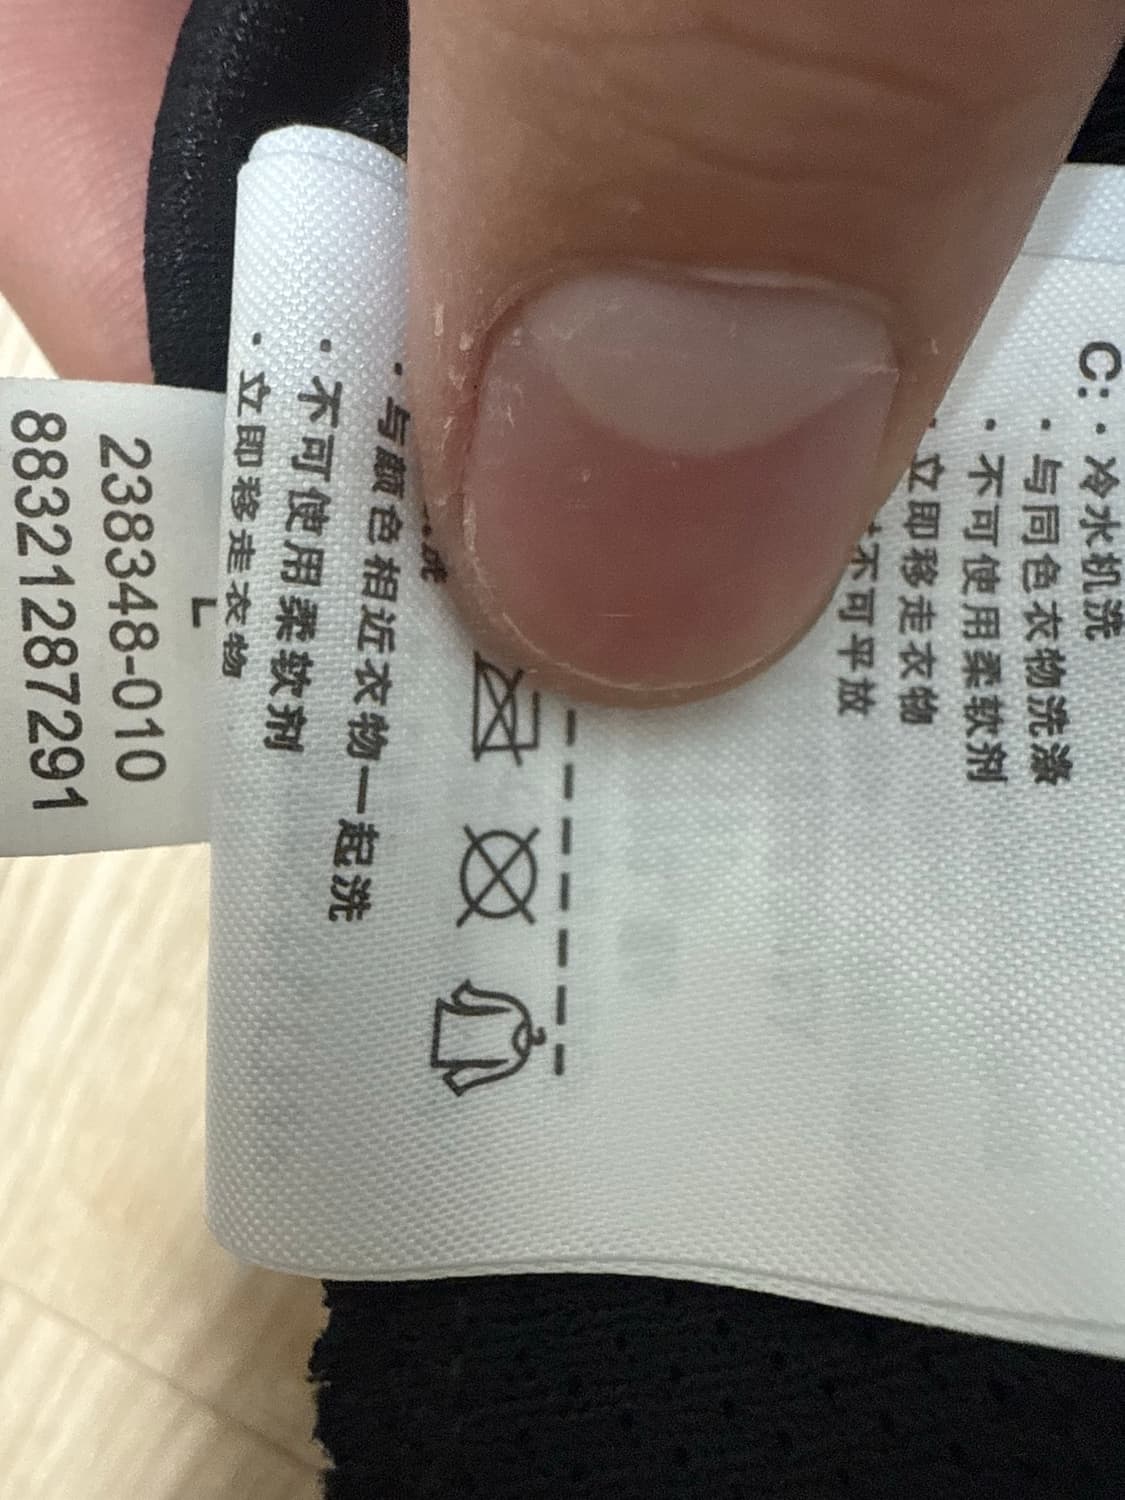 C:
· 冷水机洗
· 与同色衣物洗涤
· 不可使用柔软剂
· 立即移走衣物
不可平放
洗
· 与颜色相近衣物一起洗
· 不可使用柔软剂
· 立即移走衣物
L
238348-010
88321287291